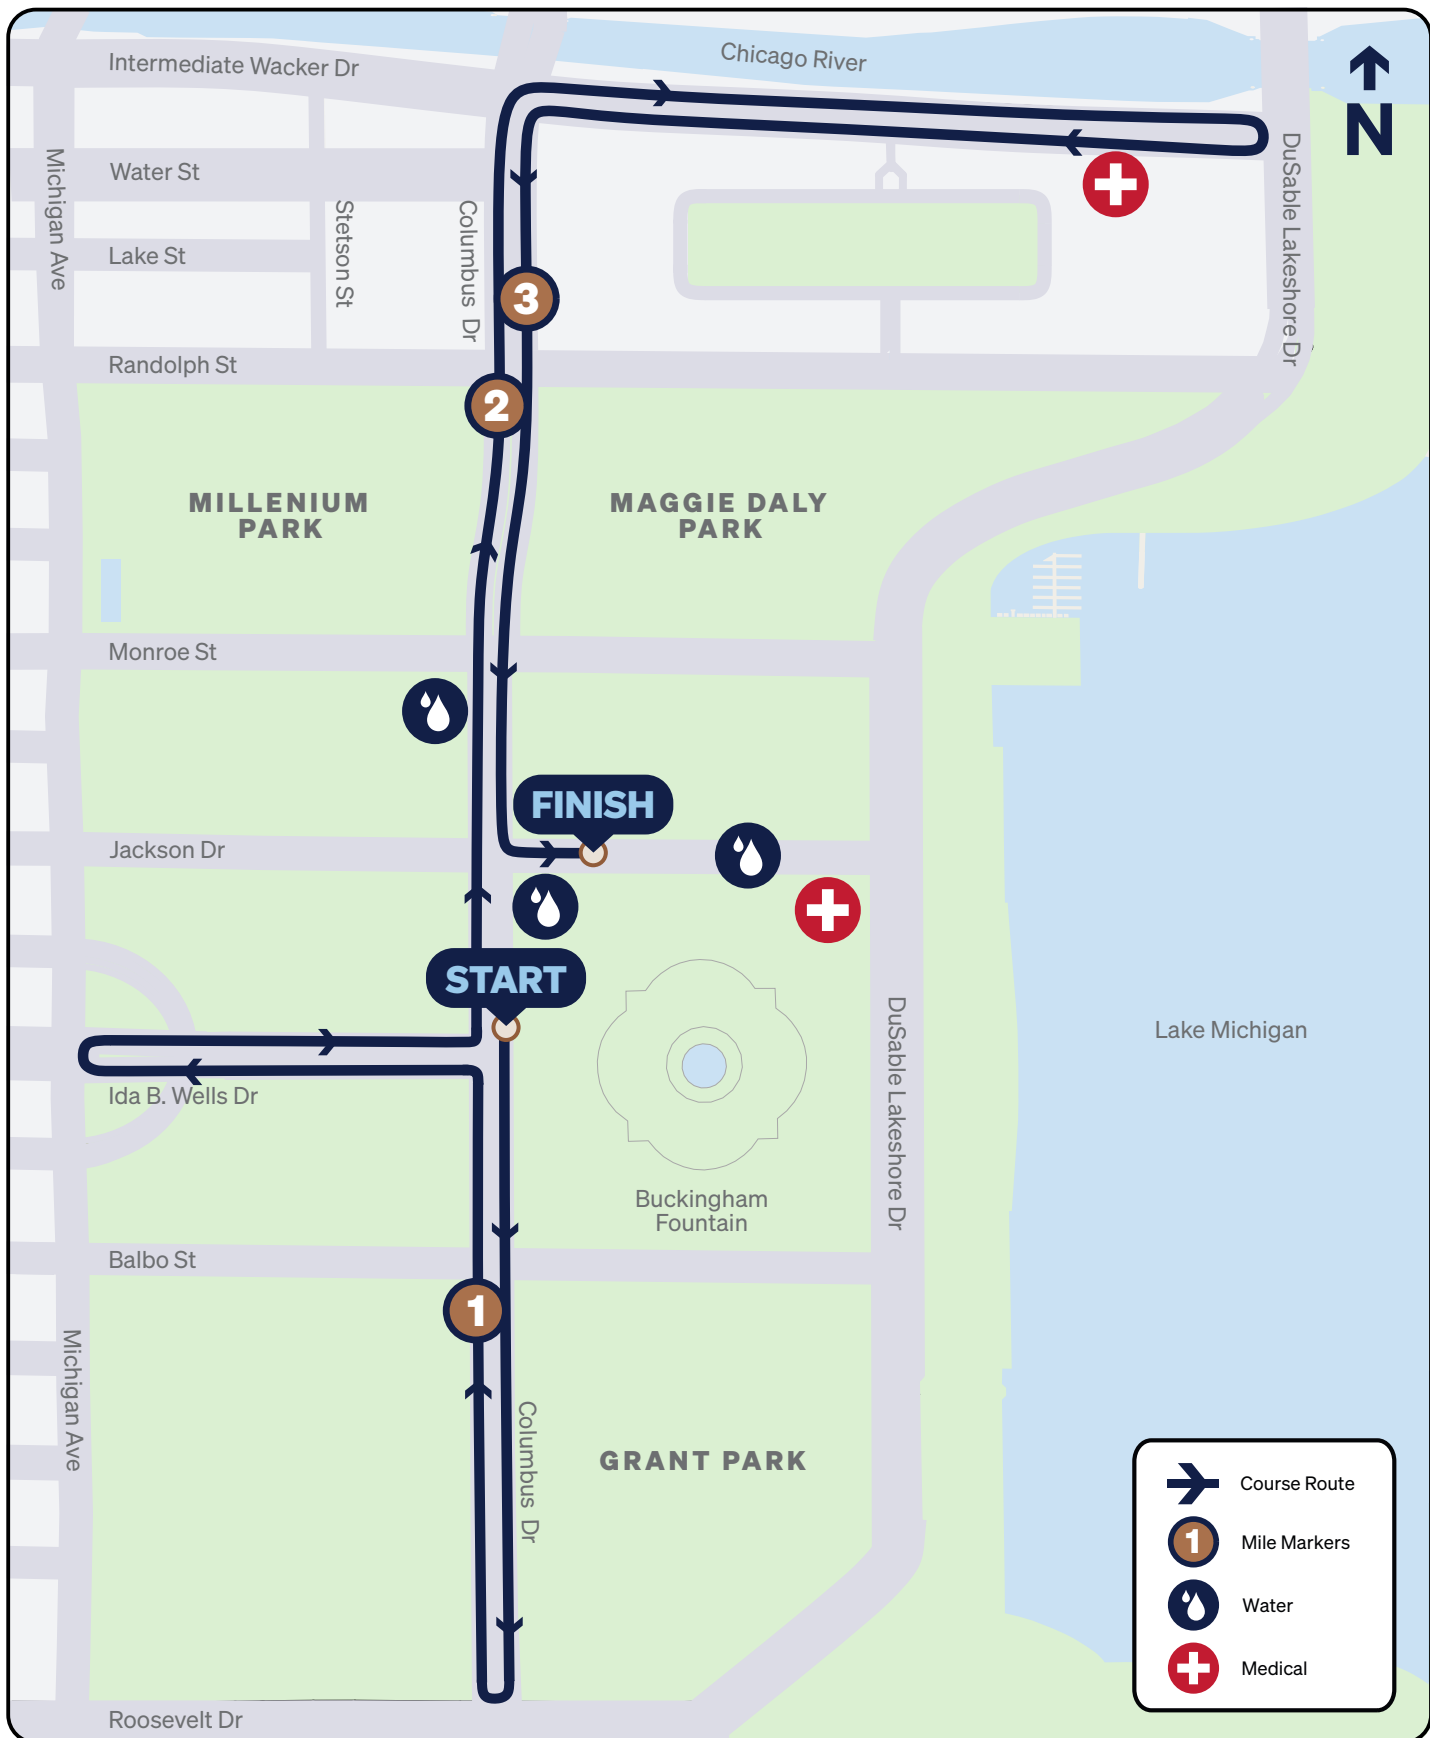 Chicago River
Intermediate Wacker Dr
N
Michigan Ave
Water St
DuSable Lakeshore Dr
Stetson St
Columbus Dr
Lake St
3
Randolph St
2
MILLENIUM
PARK
MAGGIE DALY
PARK
Monroe St
FINISH
Jackson Dr
START
DuSable Lakeshore Dr
Lake Michigan
Ida B. Wells Dr
Buckingham
Fountain
Balbo St
1
Michigan Ave
Columbus Dr
GRANT PARK
Course Route
1
Mile Markers
Water
Medical
Roosevelt Dr